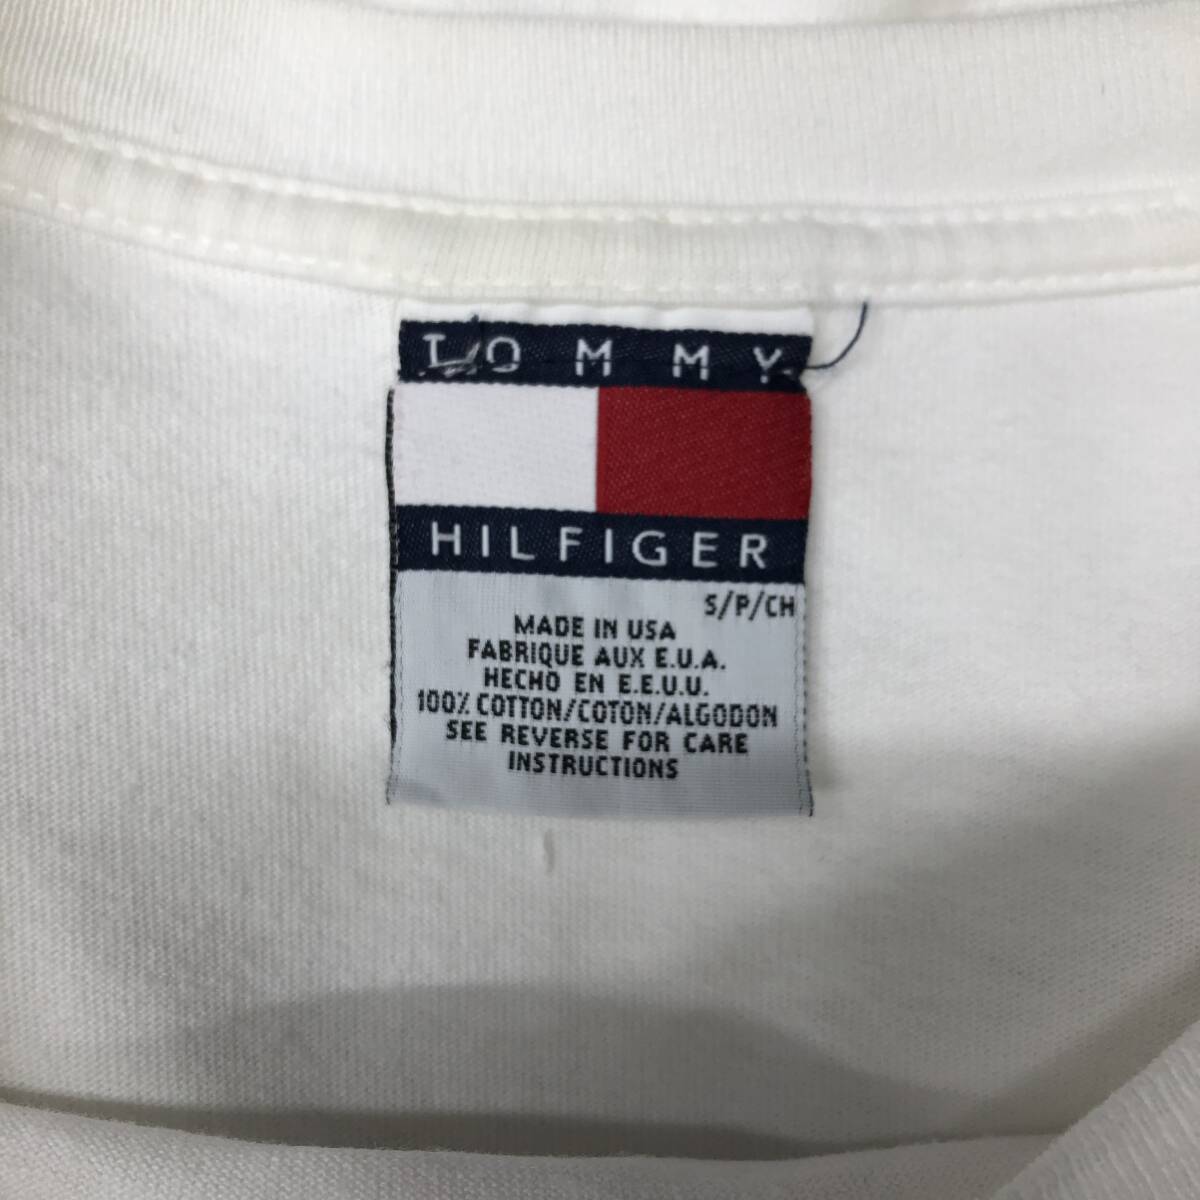 TOMMY
HILFIGER
S/P/CH
MADE IN USA
FABRIQUE AUX E.U.A.
HECHO EN E.E.U.U.
100% COTTON/COTON/ALGODON
SEE REVERSE FOR CARE
INSTRUCTIONS